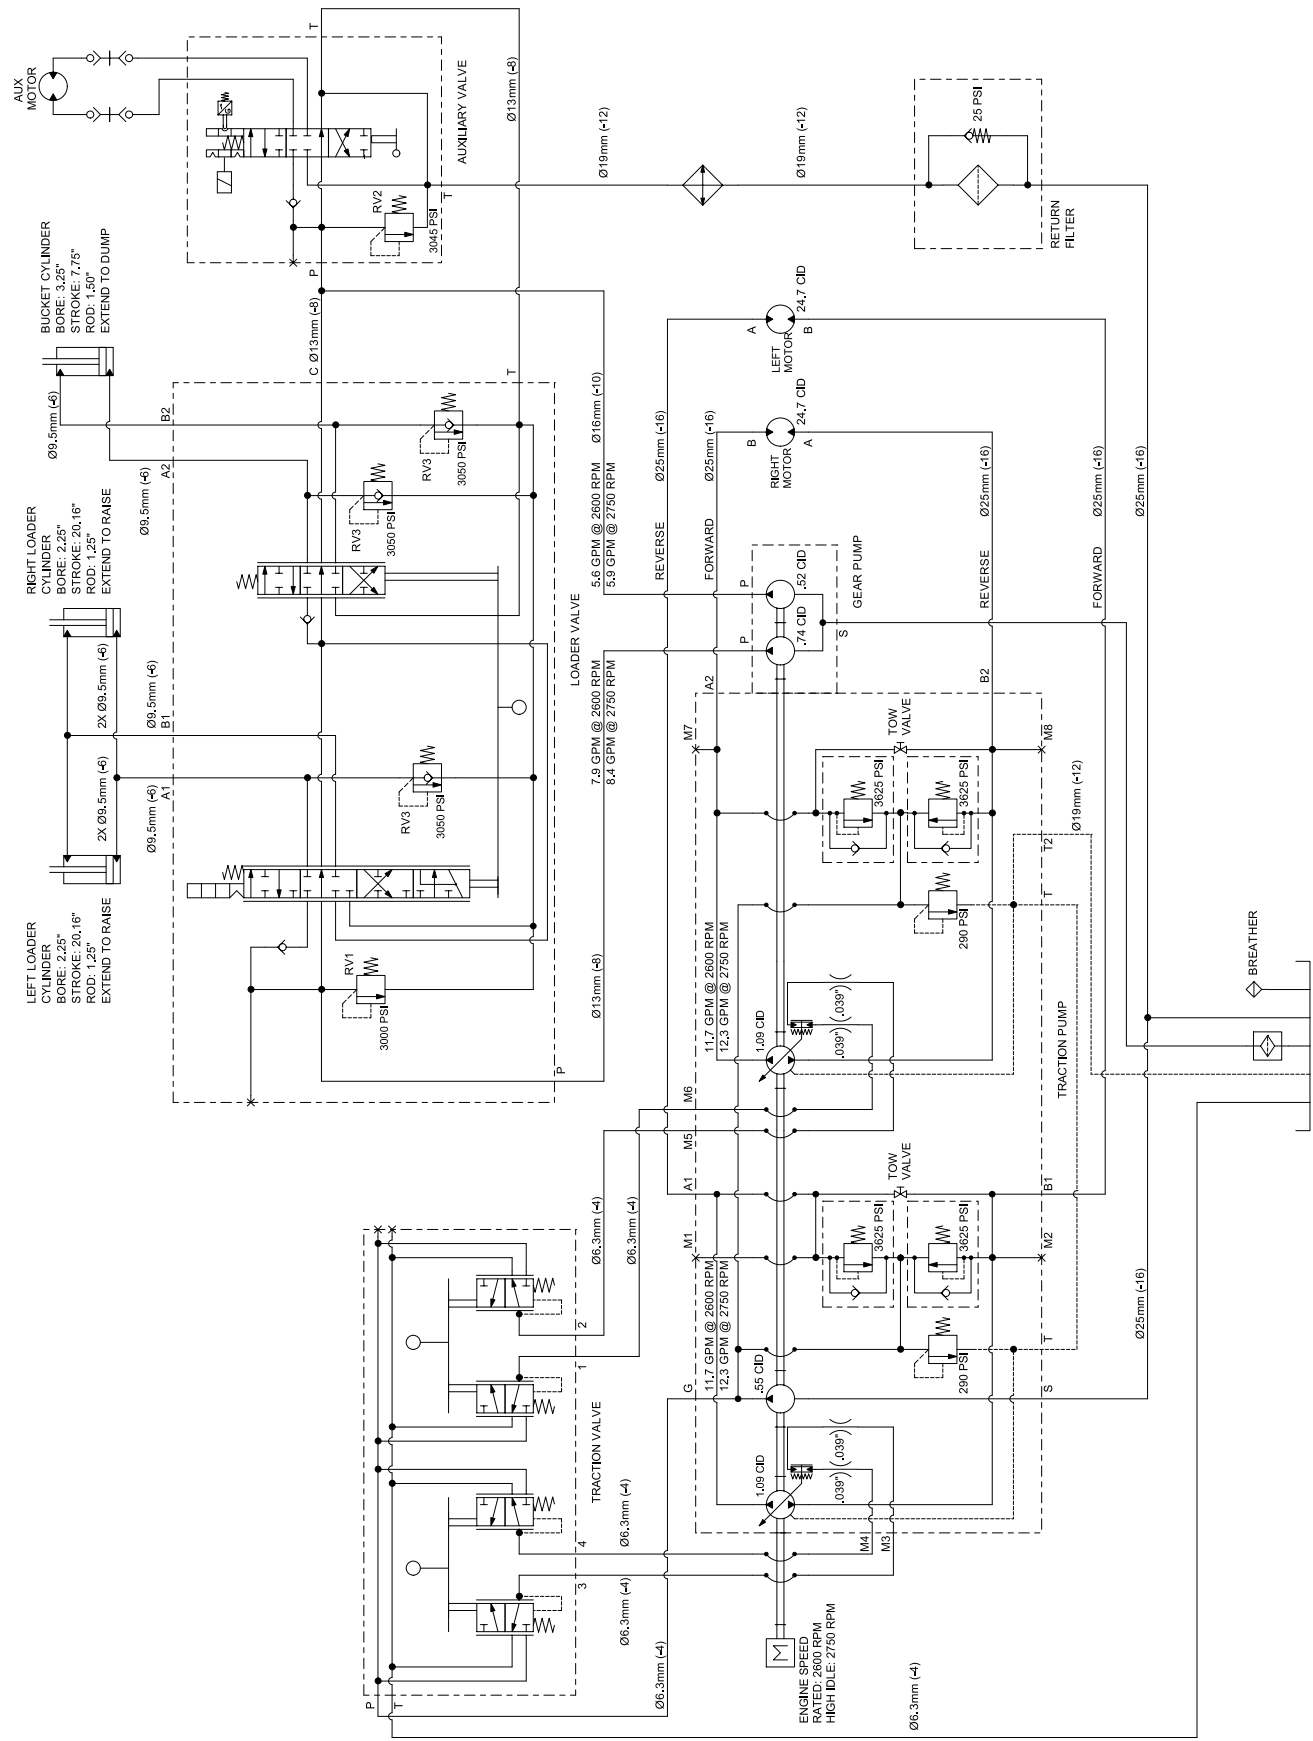 AUX
MOTOR
T
AUXILIARY VALVE
Ø13mm (-8)
RV2
3045 PSI
T
P
Ø19mm (-12)
Ø19mm (-12)
25 PSI
RETURN
FILTER
BUCKET CYLINDER
BORE: 3.25"
STROKE: 7.75"
ROD: 1.50"
EXTEND TO DUMP
Ø9.5mm (-6)
Ø9.5mm (-6)
A2
B2
C
Ø13mm (-8)
T
RIGHT LOADER
CYLINDER
BORE: 2.25"
STROKE: 20.16"
ROD: 1.25"
EXTEND TO RAISE
2X Ø9.5mm (-6)
2X Ø9.5mm (-6)
Ø9.5mm (-6)
B1
Ø9.5mm (-6)
A1
LEFT LOADER
CYLINDER
BORE: 2.25"
STROKE: 20.16"
ROD: 1.25"
EXTEND TO RAISE
RV3
3050 PSI
RV3
3050 PSI
RV3
3050 PSI
RV1
3000 PSI
LOADER VALVE
P
Ø13mm (-8)
Ø16mm (-10)
5.6 GPM @ 2600 RPM
5.9 GPM @ 2750 RPM
7.9 GPM @ 2600 RPM
8.4 GPM @ 2750 RPM
REVERSE
Ø25mm (-16)
FORWARD
Ø25mm (-16)
A
LEFT
MOTOR
24.7 CID
B
B
RIGHT
MOTOR
24.7 CID
A
Ø25mm (-16)
Ø25mm (-16)
Ø25mm (-16)
REVERSE
FORWARD
P
P
.52 CID
.74 CID
S
GEAR PUMP
A2
B2
M7
M8
TOW
VALVE
3625 PSI
3625 PSI
290 PSI
T2
T
Ø19mm (-12)
11.7 GPM @ 2600 RPM
12.3 GPM @ 2750 RPM
1.09 CID
.039"
.039"
M6
M5
TRACTION PUMP
BREATHER
A1
B1
TOW
VALVE
M1
M2
3625 PSI
3625 PSI
290 PSI
T
11.7 GPM @ 2600 RPM
12.3 GPM @ 2750 RPM
G
.55 CID
S
Ø25mm (-16)
1.09 CID
.039"
.039"
M4
M3
Ø6.3mm (-4)
Ø6.3mm (-4)
2
1
TRACTION VALVE
4
3
Ø6.3mm (-4)
Ø6.3mm (-4)
P
T
Ø6.3mm (-4)
M
ENGINE SPEED
RATED: 2600 RPM
HIGH IDLE: 2750 RPM
Ø6.3mm (-4)